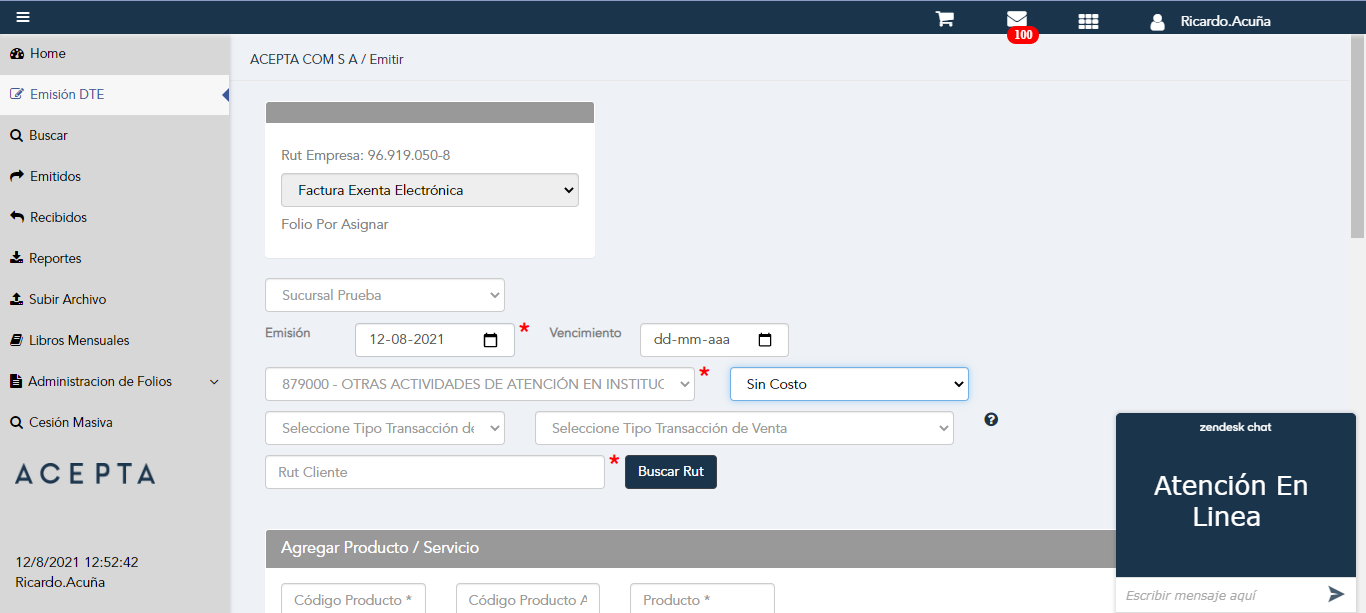 100
Ricardo.Acuña
Home
Emisión DTE
Buscar
Emitidos
Recibidos
Reportes
Subir Archivo
Libros Mensuales
Administracion de Folios
Cesión Masiva
ACEPTA
12/8/2021 12:52:42
Ricardo.Acuña
ACEPTA COM S A / Emitir
Rut Empresa: 96.919.050-8
Factura Exenta Electrónica
Folio Por Asignar
Sucursal Prueba
Emisión 12-08-2021 * Vencimiento dd-mm-aaa
879000 - OTRAS ACTIVIDADES DE ATENCIÓN EN INSTITUC * Sin Costo
Seleccione Tipo Transacción de Seleccione Tipo Transacción de Venta ?
Rut Cliente * Buscar Rut
Agregar Producto / Servicio
Código Producto * Código Producto A Producto *
zendesk chat
Atención En
Linea
Escribir mensaje aquí